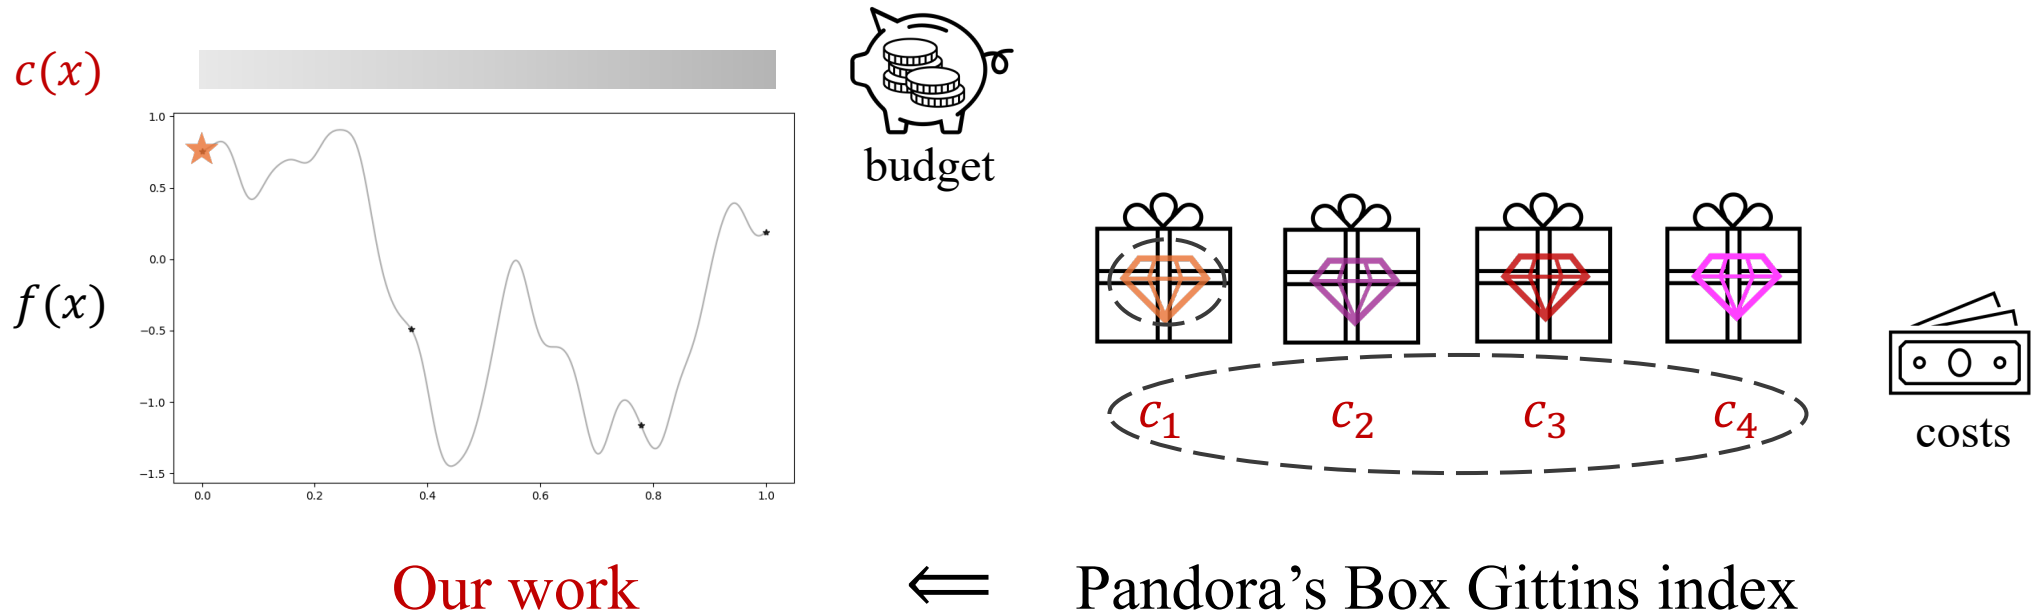 c(x)
budget
f(x)
1.0
0.5
0.0
−0.5
−1.0
−1.5
0.0 0.2 0.4 0.6 0.8 1.0
c₁ c₂ c₃ c₄
costs
Our work ⟸ Pandora’s Box Gittins index